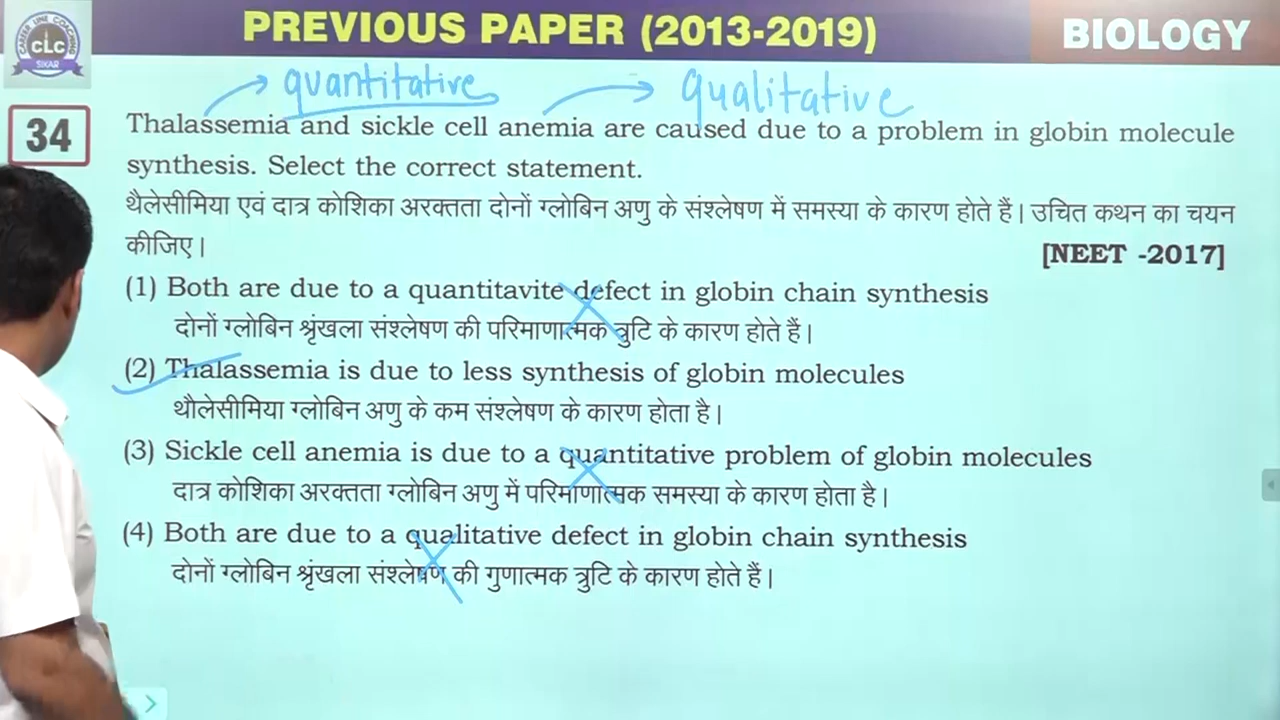 PREVIOUS PAPER (2013-2019)
BIOLOGY
CAREER LINE COACHING
CLC
SIKAR
quantitative
qualitative
34
Thalassemia and sickle cell anemia are caused due to a problem in globin molecule
synthesis. Select the correct statement.
थैलेसीमिया एवं दात्र कोशिका अरक्तता दोनों ग्लोबिन अणु के संश्लेषण में समस्या के कारण होते हैं। उचित कथन का चयन
कीजिए।
[NEET -2017]
(1) Both are due to a quantitavite defect in globin chain synthesis
दोनों ग्लोबिन श्रृंखला संश्लेषण की परिमाणात्मक त्रुटि के कारण होते हैं।
(2) Thalassemia is due to less synthesis of globin molecules
थौलेसीमिया ग्लोबिन अणु के कम संश्लेषण के कारण होता है।
(3) Sickle cell anemia is due to a quantitative problem of globin molecules
दात्र कोशिका अरक्तता ग्लोबिन अणु में परिमाणात्मक समस्या के कारण होता है।
(4) Both are due to a qualitative defect in globin chain synthesis
दोनों ग्लोबिन श्रृंखला संश्लेषण की गुणात्मक त्रुटि के कारण होते हैं।